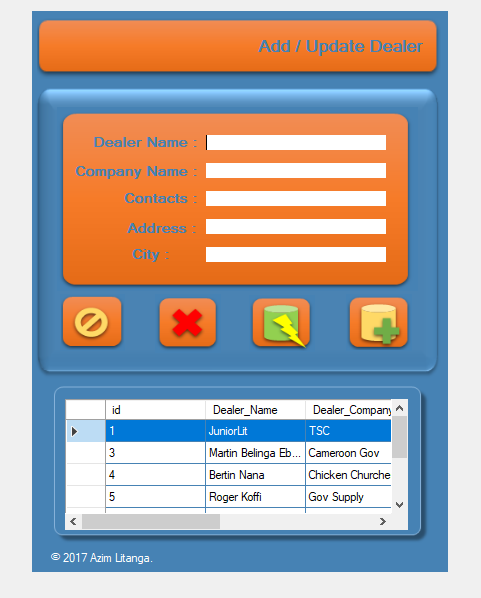 Add / Update Dealer
Dealer Name :
Company Name :
Contacts :
Address :
City :
id Dealer_Name Dealer_Company
1 JuniorLit TSC
3 Martin Belinga Eb... Cameroon Gov
4 Bertin Nana Chicken Churche
5 Roger Koffi Gov Supply
© 2017 Azim Litanga.